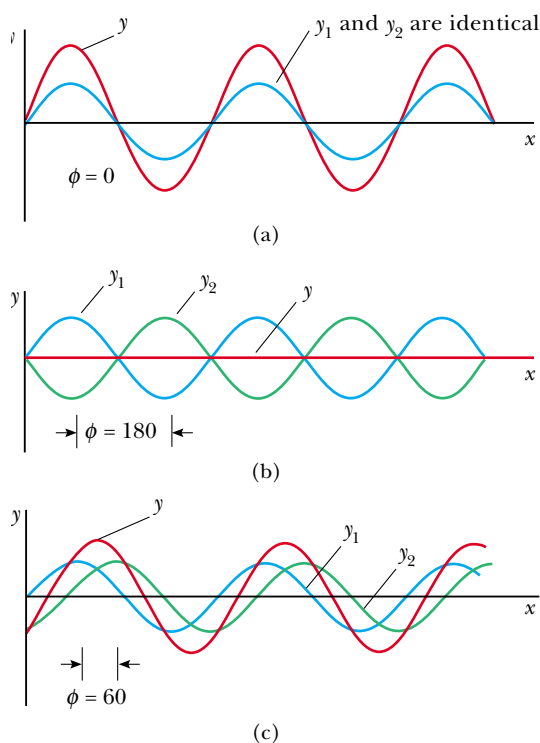 y
y
y₁ and y₂ are identical
x
ϕ = 0
(a)
y
y₁
y₂
y
x
ϕ = 180
(b)
y
y
y₁
y₂
x
ϕ = 60
(c)